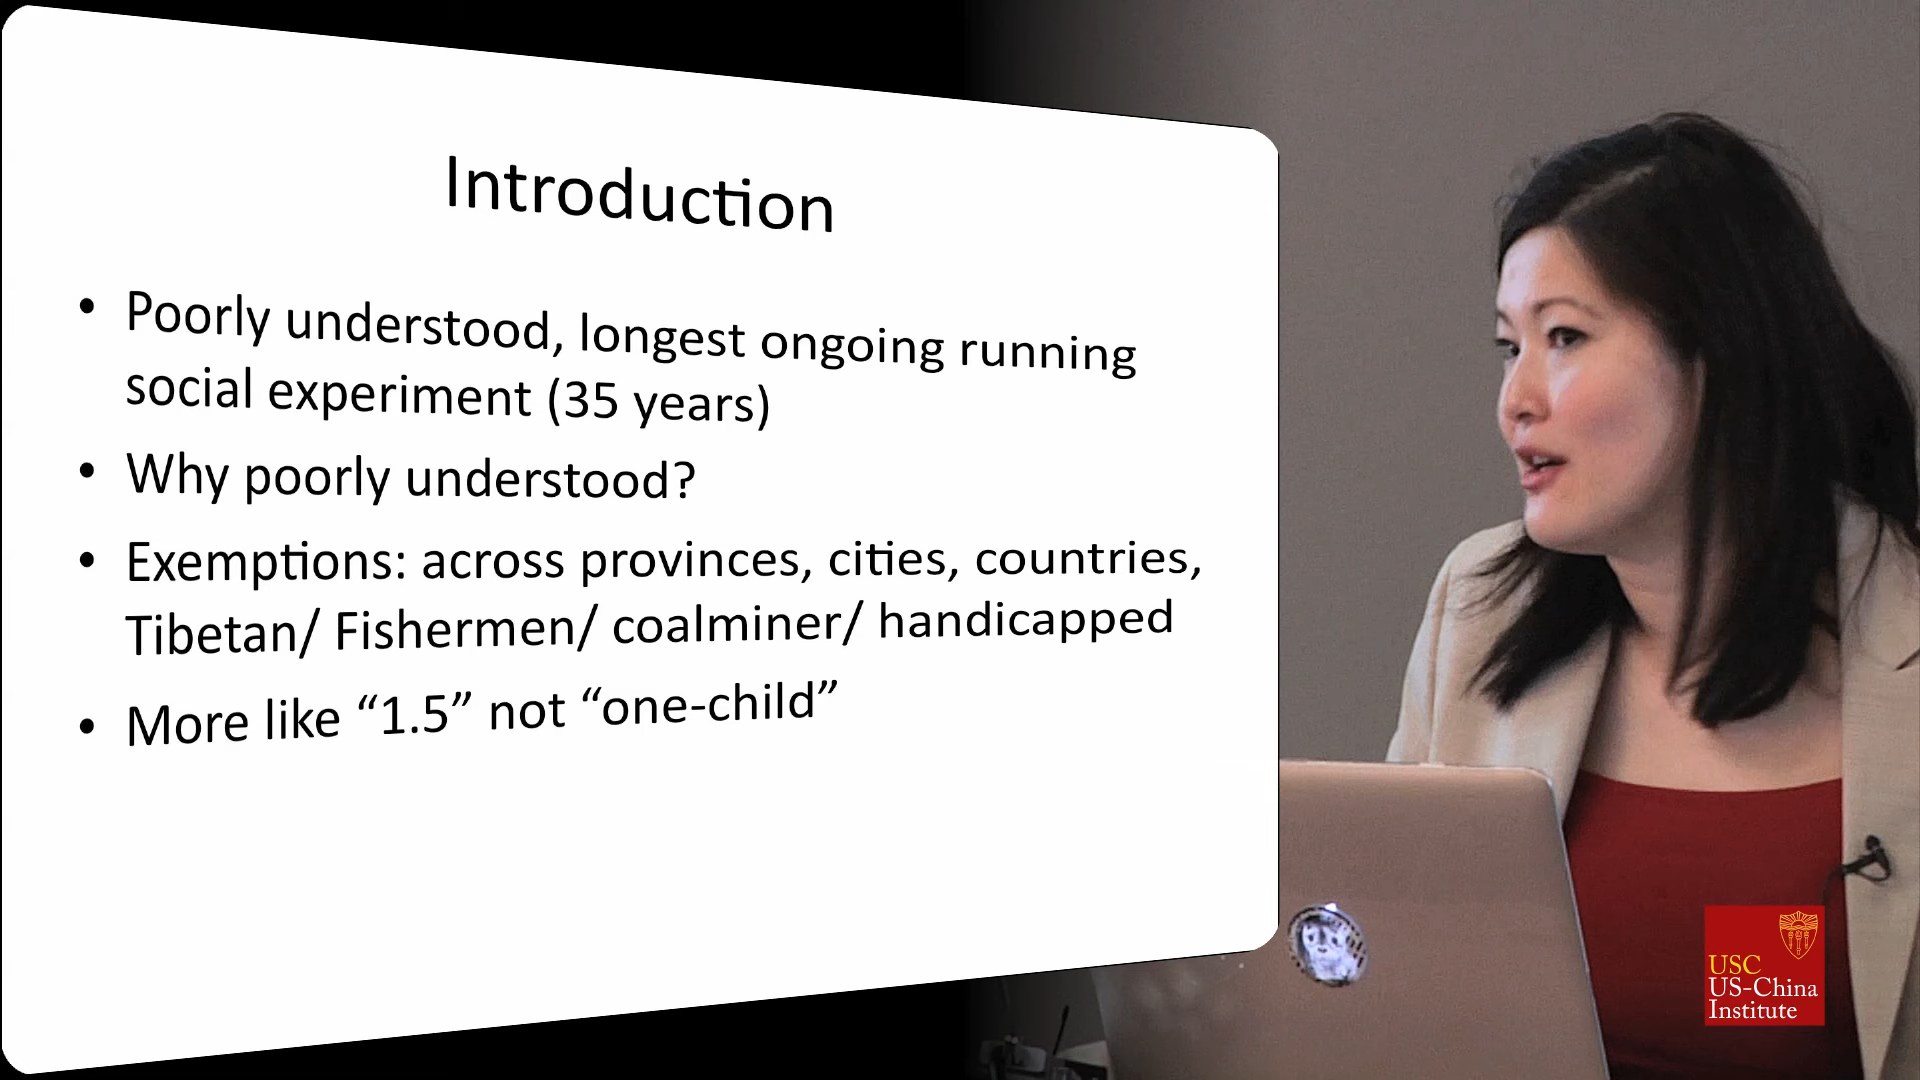 Introduction
• Poorly understood, longest ongoing running
social experiment (35 years)
• Why poorly understood?
• Exemptions: across provinces, cities, countries,
Tibetan/ Fishermen/ coalminer/ handicapped
• More like “1.5” not “one-child”
USC
US-China
Institute